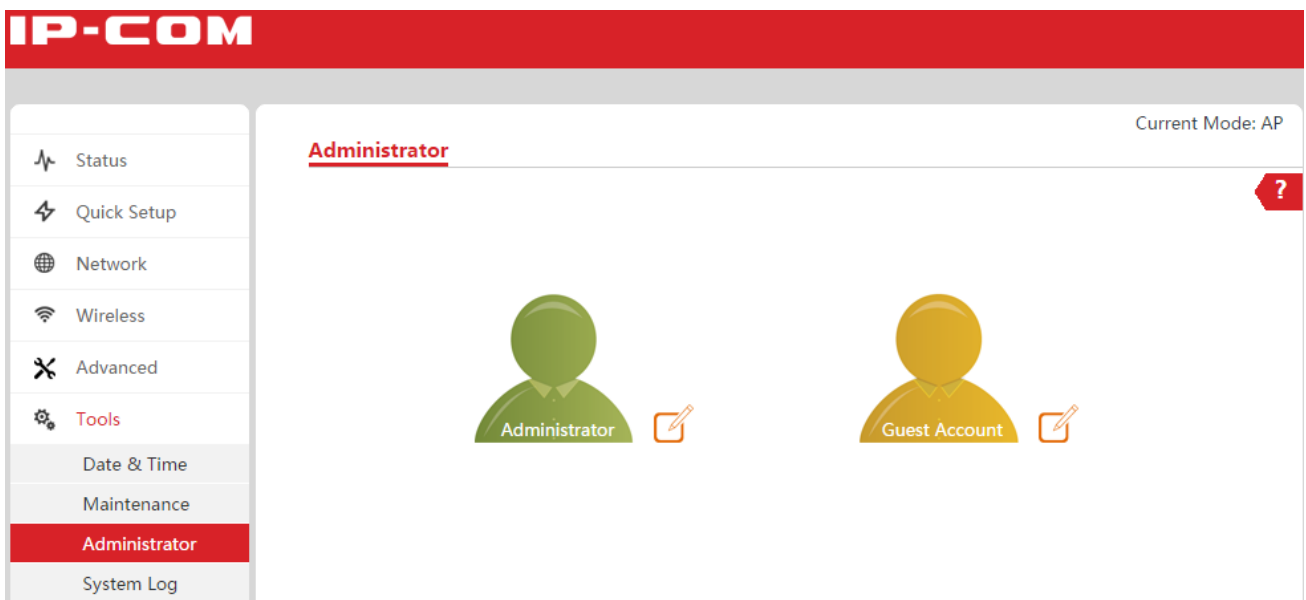 IP-COM
Current Mode: AP
Administrator
?
Status
Quick Setup
Network
Wireless
Advanced
Tools
Date & Time
Maintenance
Administrator
System Log
Administrator
Guest Account